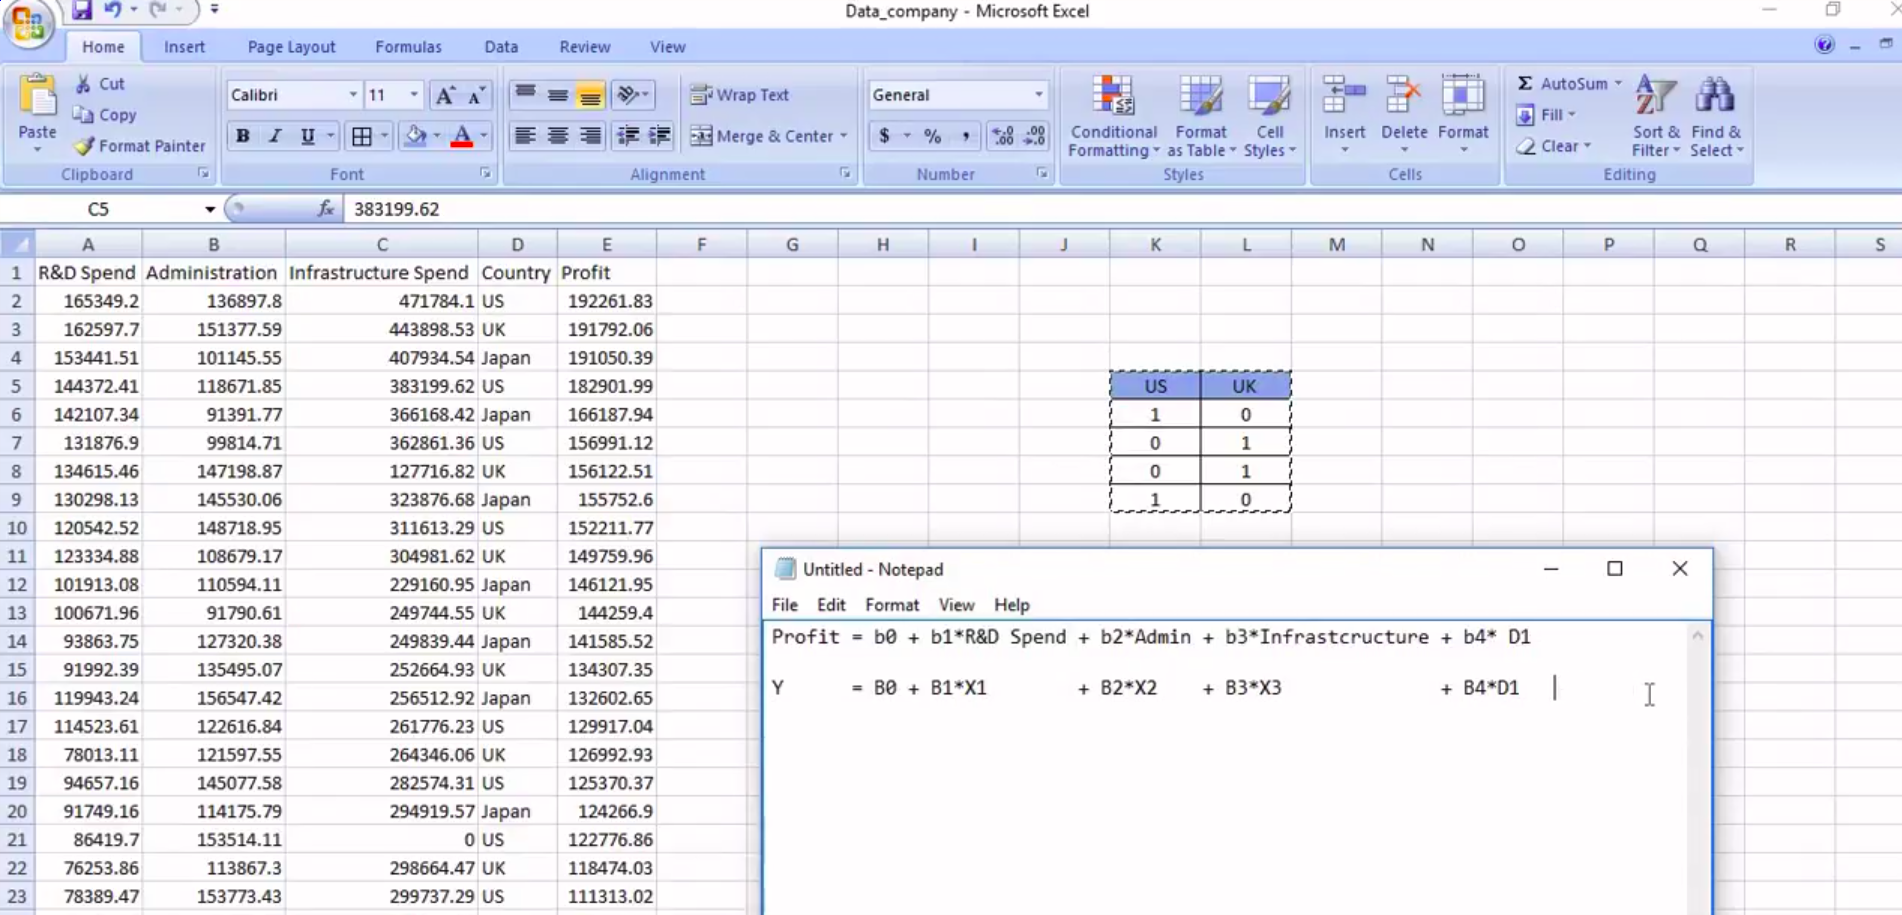 Data_company - Microsoft Excel
Home Insert Page Layout Formulas Data Review View
Paste
Cut
Copy
Format Painter
Clipboard
Calibri 11
B I U
Font
Wrap Text
Merge & Center
Alignment
General
$ % ,
Number
Conditional Formatting
Format as Table
Cell Styles
Styles
Insert Delete Format
Cells
Σ AutoSum
Fill
Clear
Sort & Filter
Find & Select
Editing
C5 fx 383199.62
A B C D E F G H I J K L M N O P Q R S
1 R&D Spend Administration Infrastructure Spend Country Profit
2 165349.2 136897.8 471784.1 US 192261.83
3 162597.7 151377.59 443898.53 UK 191792.06
4 153441.51 101145.55 407934.54 Japan 191050.39
5 144372.41 118671.85 383199.62 US 182901.99 US UK
6 142107.34 91391.77 366168.42 Japan 166187.94 1 0
7 131876.9 99814.71 362861.36 US 156991.12 0 1
8 134615.46 147198.87 127716.82 UK 156122.51 0 1
9 130298.13 145530.06 323876.68 Japan 155752.6 1 0
10 120542.52 148718.95 311613.29 US 152211.77
11 123334.88 108679.17 304981.62 UK 149759.96
12 101913.08 110594.11 229160.95 Japan 146121.95
13 100671.96 91790.61 249744.55 UK 144259.4
14 93863.75 127320.38 249839.44 Japan 141585.52
15 91992.39 135495.07 252664.93 UK 134307.35
16 119943.24 156547.42 256512.92 Japan 132602.65
17 114523.61 122616.84 261776.23 US 129917.04
18 78013.11 121597.55 264346.06 UK 126992.93
19 94657.16 145077.58 282574.31 US 125370.37
20 91749.16 114175.79 294919.57 Japan 124266.9
21 86419.7 153514.11 0 US 122776.86
22 76253.86 113867.3 298664.47 UK 118474.03
23 78389.47 153773.43 299737.29 US 111313.02
Untitled - Notepad
File Edit Format View Help
Profit = b0 + b1*R&D Spend + b2*Admin + b3*Infrastcructure + b4* D1
Y = B0 + B1*X1 + B2*X2 + B3*X3 + B4*D1